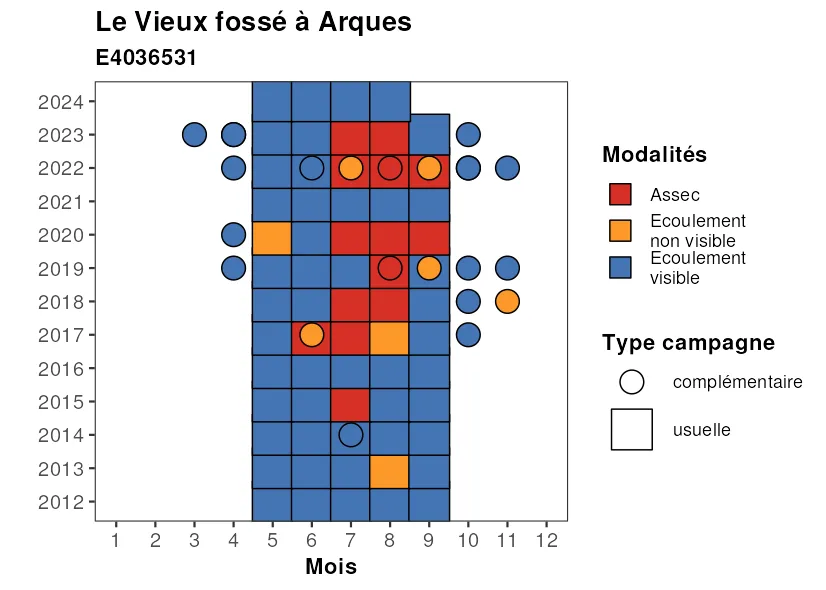 Le Vieux fossé à Arques
E4036531
2024
2023
2022
2021
2020
2019
2018
2017
2016
2015
2014
2013
2012
1 2 3 4 5 6 7 8 9 10 11 12
Mois
Modalités
Assec
Ecoulement
non visible
Ecoulement
visible
Type campagne
complémentaire
usuelle